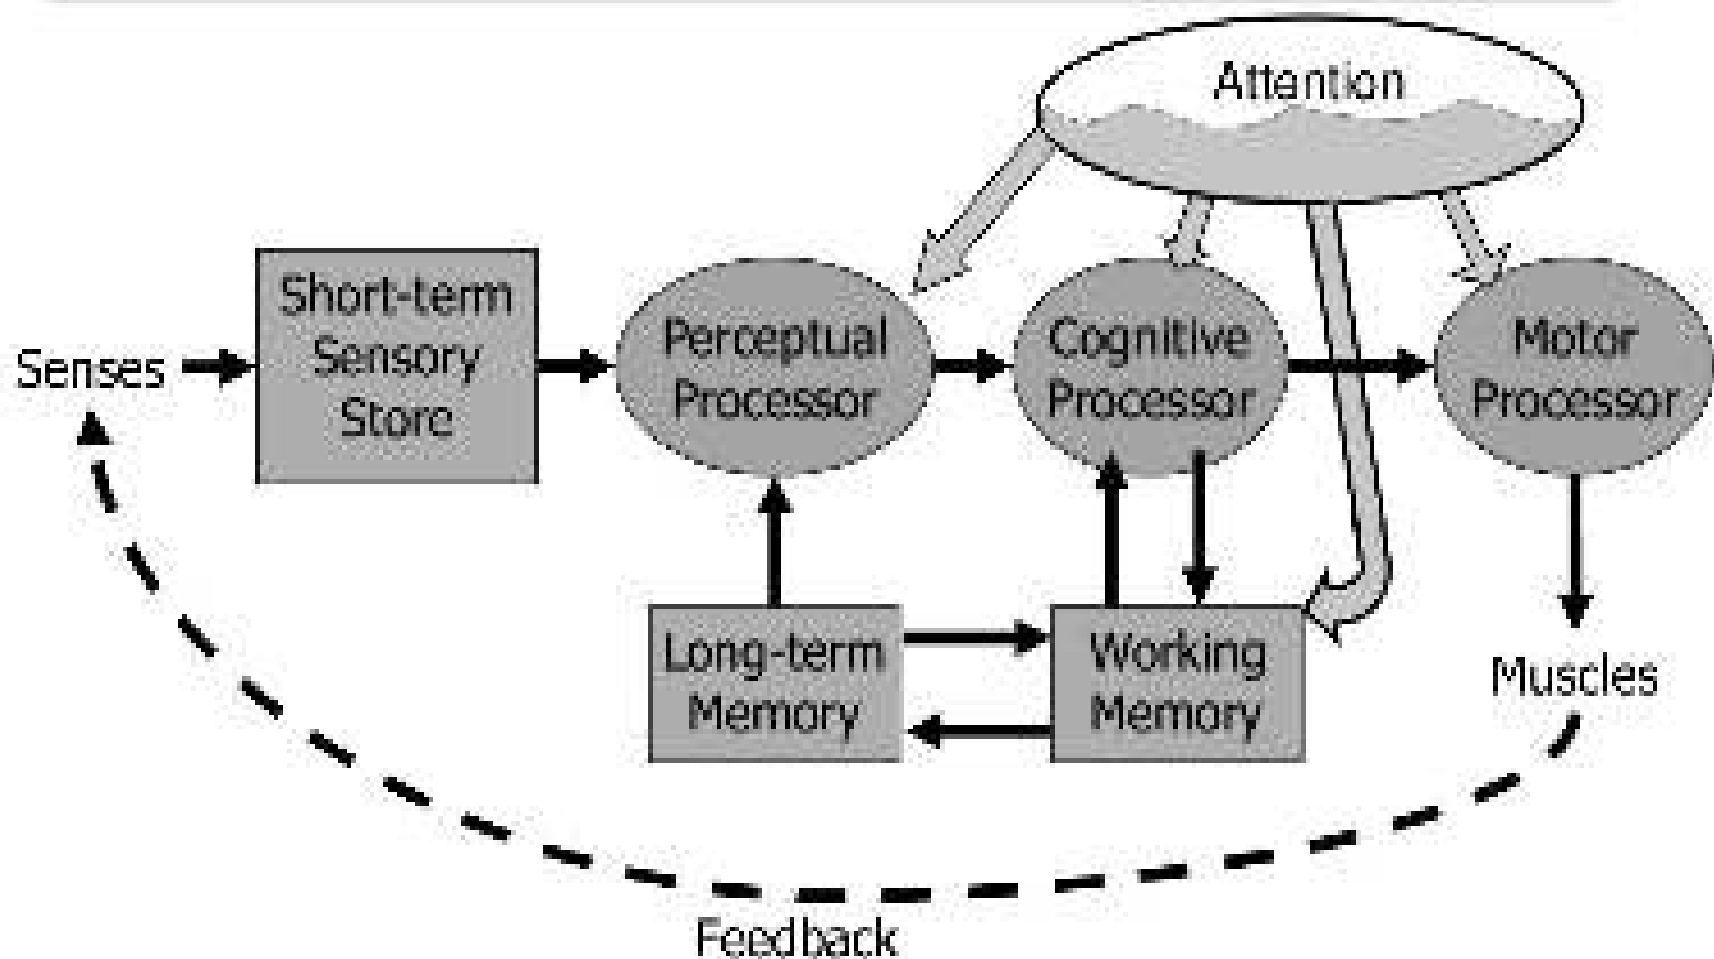 Attention
Senses
Short-term
Sensory
Store
Perceptual
Processor
Cognitive
Processor
Motor
Processor
Long-term
Memory
Working
Memory
Muscles
Feedback